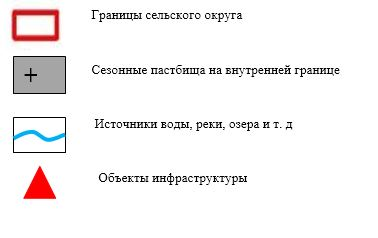 Границы сельского округа
+
Сезонные пастбища на внутренней границе
Источники воды, реки, озера и т. д
Объекты инфраструктуры